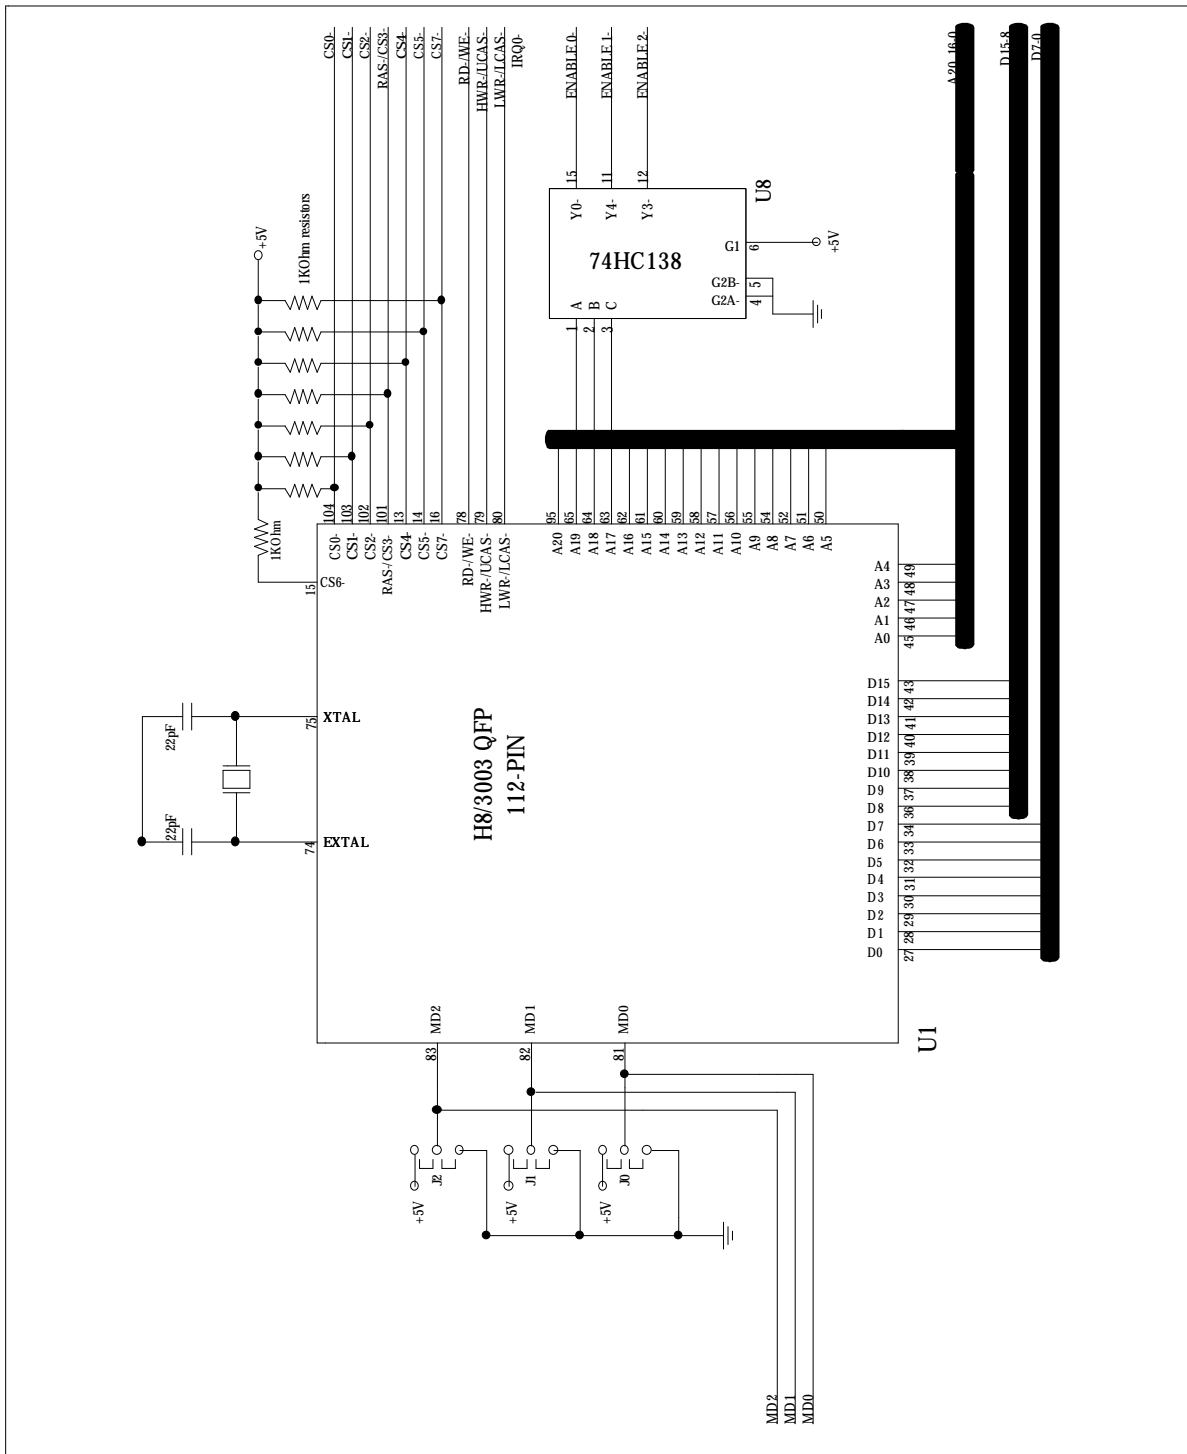 CS0-
CS1-
CS2-
RAS-/CS3-
CS4-
CS5-
CS7-
RD-/WE-
HWR-/UCAS-
LWR-/LCAS-
IRQ0-
ENABLE 0-
ENABLE 1-
ENABLE 2-
A20, 16-0
D15-8
D7-0
+5V
1KOhm resistors
15
11
12
Y0-
Y4-
Y3-
U8
74HC138
G1
6
+5V
G2B-
5
G2A-
4
A
B
C
1
2
3
1KOhm
15
CS6-
104
103
102
101
13
14
16
78
79
80
CS0-
CS1-
CS2-
RAS-/CS3-
CS4-
CS5-
CS7-
RD-/WE-
HWR-/UCAS-
LWR-/LCAS-
95
65
64
63
62
61
60
59
58
57
56
55
54
52
51
50
A20
A19
A18
A17
A16
A15
A14
A13
A12
A11
A10
A9
A8
A7
A6
A5
A4 49
A3 48
A2 47
A1 46
A0 45
D15 43
D14 42
D13 41
D12 40
D11 39
D10 38
D9 37
D8 36
D7 34
D6 33
D5 32
D4 31
D3 30
D2 29
D1 28
D0 27
22pF
75
XTAL
22pF
74
EXTAL
H8/3003 QFP
112-PIN
MD2
MD1
MD0
83
82
81
U1
J2
J1
J0
+5V
+5V
+5V
MD2
MD1
MD0